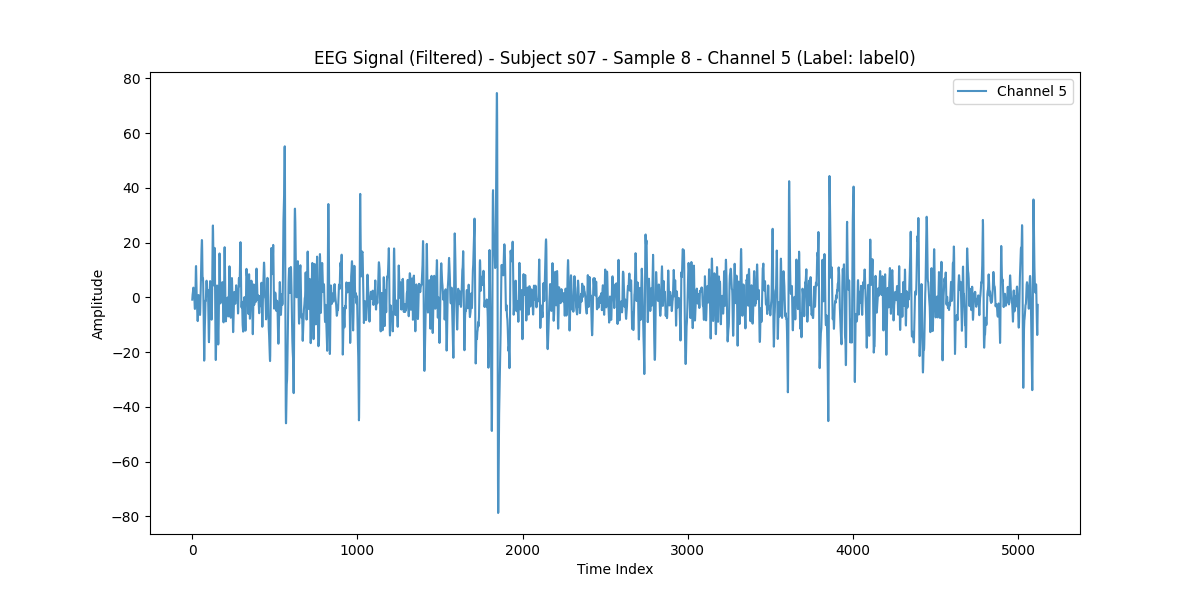 EEG Signal (Filtered) - Subject s07 - Sample 8 - Channel 5 (Label: label0)
Channel 5
80
60
40
20
0
−20
−40
−60
−80
Amplitude
0 1000 2000 3000 4000 5000
Time Index